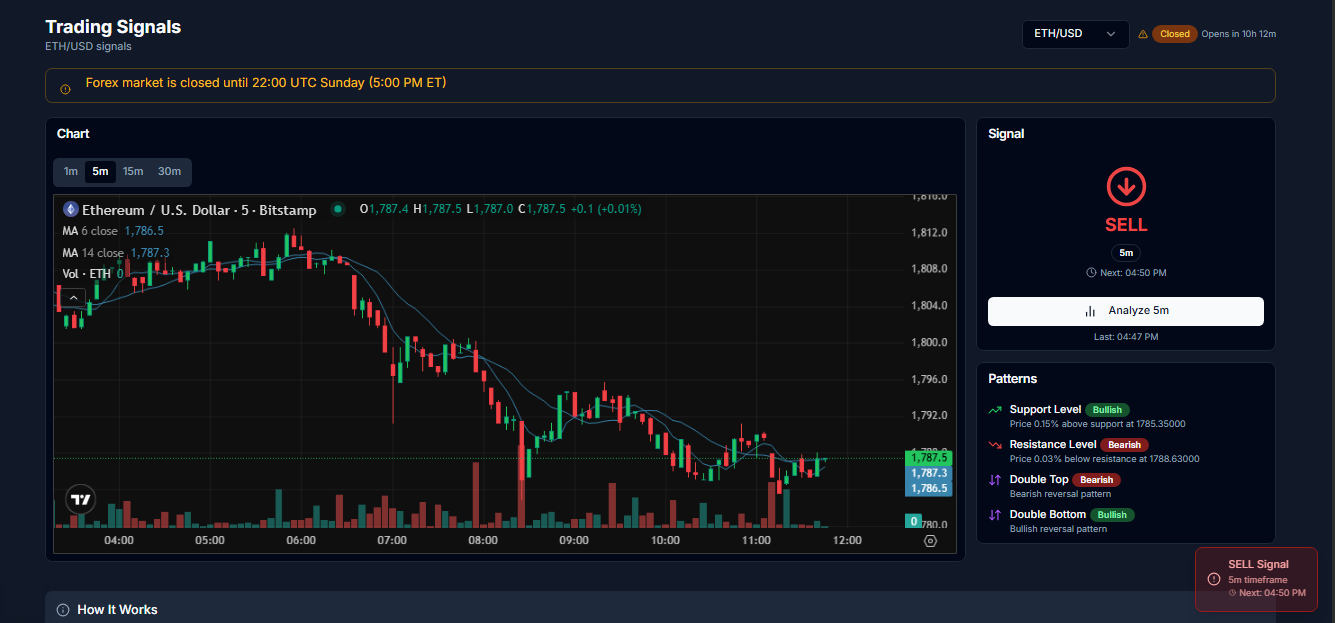 Trading Signals
ETH/USD signals
ETH/USD
Closed
Opens in 10h 12m
Forex market is closed until 22:00 UTC Sunday (5:00 PM ET)
Chart
1m 5m 15m 30m
Ethereum / U.S. Dollar · 5 · Bitstamp
O1,787.4 H1,787.5 L1,787.0 C1,787.5 +0.1 (+0.01%)
MA 6 close 1,786.5
MA 14 close 1,787.3
Vol · ETH 0
1,816.0
1,812.0
1,808.0
1,804.0
1,800.0
1,796.0
1,792.0
1,787.5
1,787.3
1,786.5
0
780.0
04:00 05:00 06:00 07:00 08:00 09:00 10:00 11:00 12:00
Signal
SELL
5m
Next: 04:50 PM
Analyze 5m
Last: 04:47 PM
Patterns
Support Level Bullish
Price 0.15% above support at 1785.35000
Resistance Level Bearish
Price 0.03% below resistance at 1788.63000
Double Top Bearish
Bearish reversal pattern
Double Bottom Bullish
Bullish reversal pattern
SELL Signal
5m timeframe
Next: 04:50 PM
How It Works